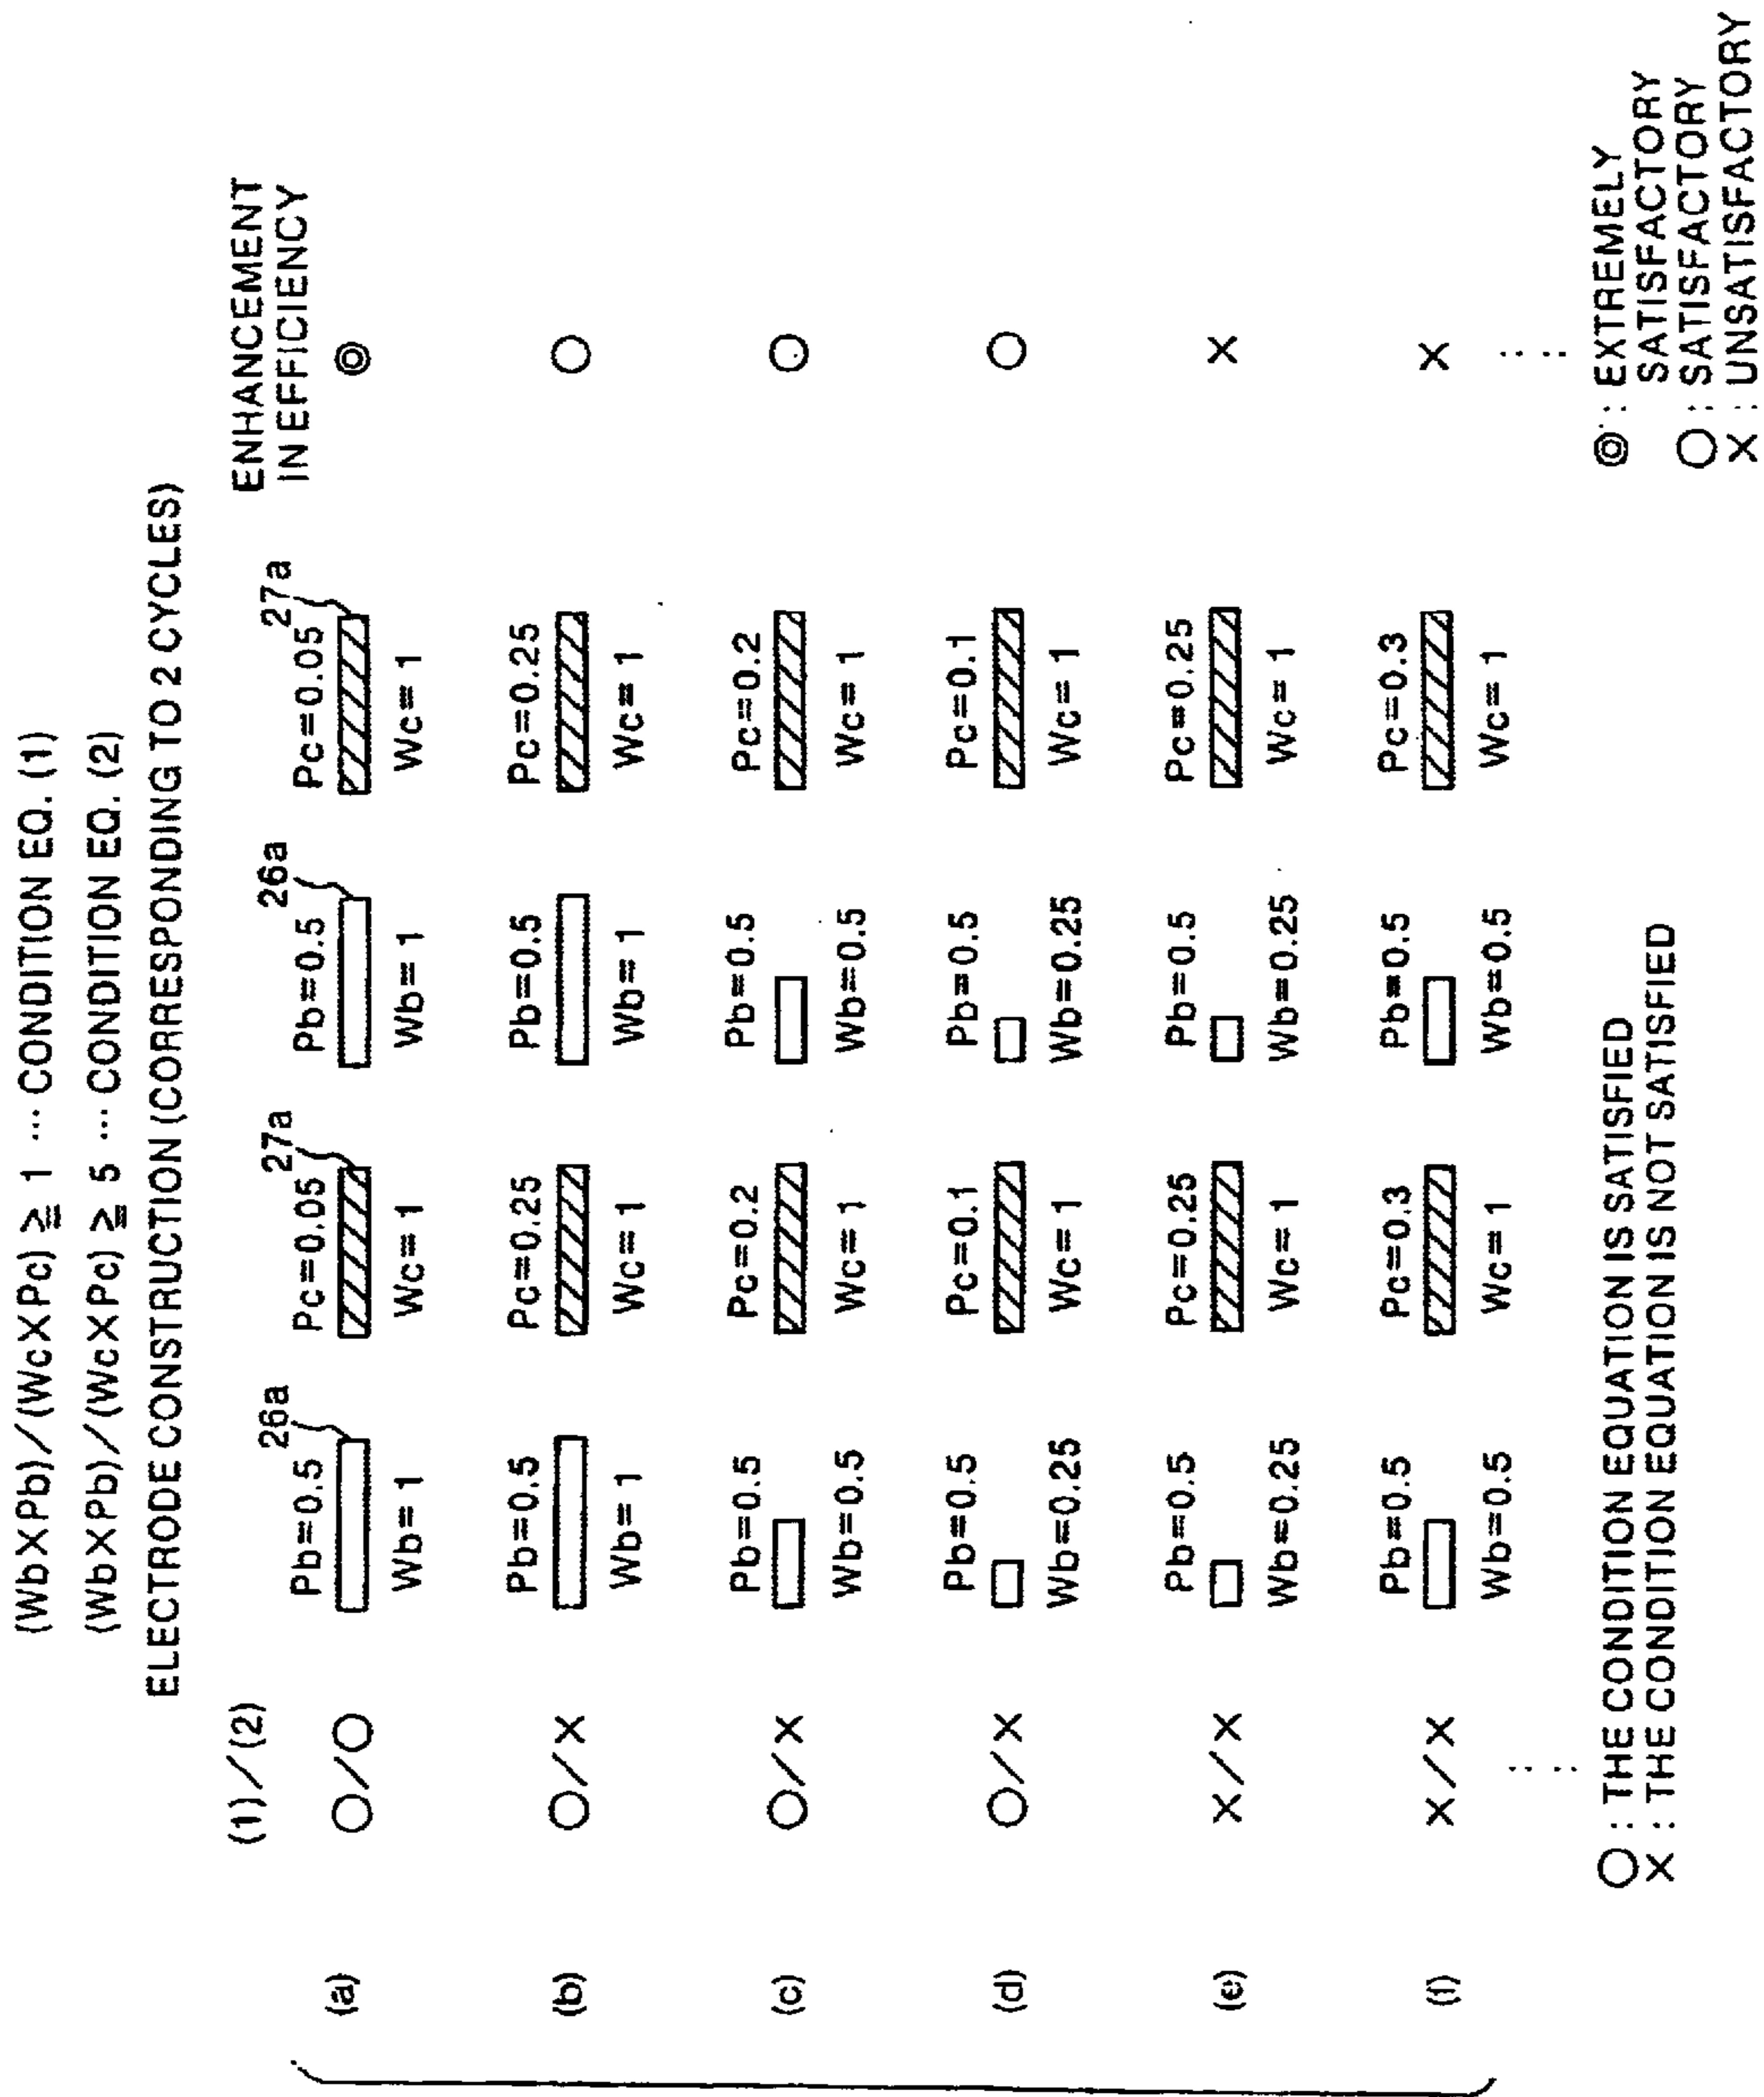 (Wb×Pb)/(Wc×Pc) ≧ 1 ··· CONDITION EQ. (1)
(Wb×Pb)/(Wc×Pc) ≧ 5 ··· CONDITION EQ. (2)
ELECTRODE CONSTRUCTION (CORRESPONDING TO 2 CYCLES)
(1)/(2)
ENHANCEMENT
IN EFFICIENCY
26a 27a 26a 27a
Pb=0.5 Pc=0.05 Pb=0.5 Pc=0.05
(a) ○/○ ◎
Wb=1 Wc=1 Wb=1 Wc=1
Pb=0.5 Pc=0.25 Pb=0.5 Pc=0.25
(b) ○/× ○
Wb=1 Wc=1 Wb=1 Wc=1
Pb=0.5 Pc=0.2 Pb=0.5 Pc=0.2
(c) ○/× ○
Wb=0.5 Wc=1 Wb=0.5 Wc=1
Pb=0.5 Pc=0.1 Pb=0.5 Pc=0.1
(d) ○/× ○
Wb=0.25 Wc=1 Wb=0.25 Wc=1
Pb=0.5 Pc=0.25 Pb=0.5 Pc=0.25
(e) ×/× ×
Wb=0.25 Wc=1 Wb=0.25 Wc=1
Pb=0.5 Pc=0.3 Pb=0.5 Pc=0.3
(f) ×/× ×
Wb=0.5 Wc=1 Wb=0.5 Wc=1
○ : THE CONDITION EQUATION IS SATISFIED
× : THE CONDITION EQUATION IS NOT SATISFIED
◎ : EXTREMELY
SATISFACTORY
○ : SATISFACTORY
× : UNSATISFACTORY